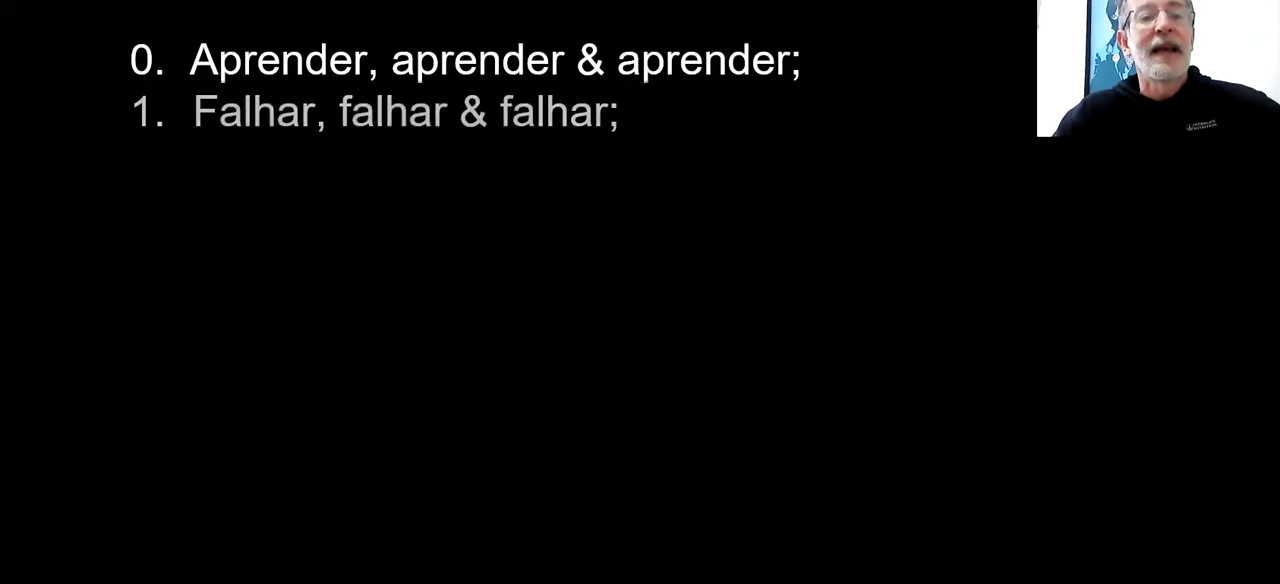 0. Aprender, aprender & aprender;
1. Falhar, falhar & falhar;